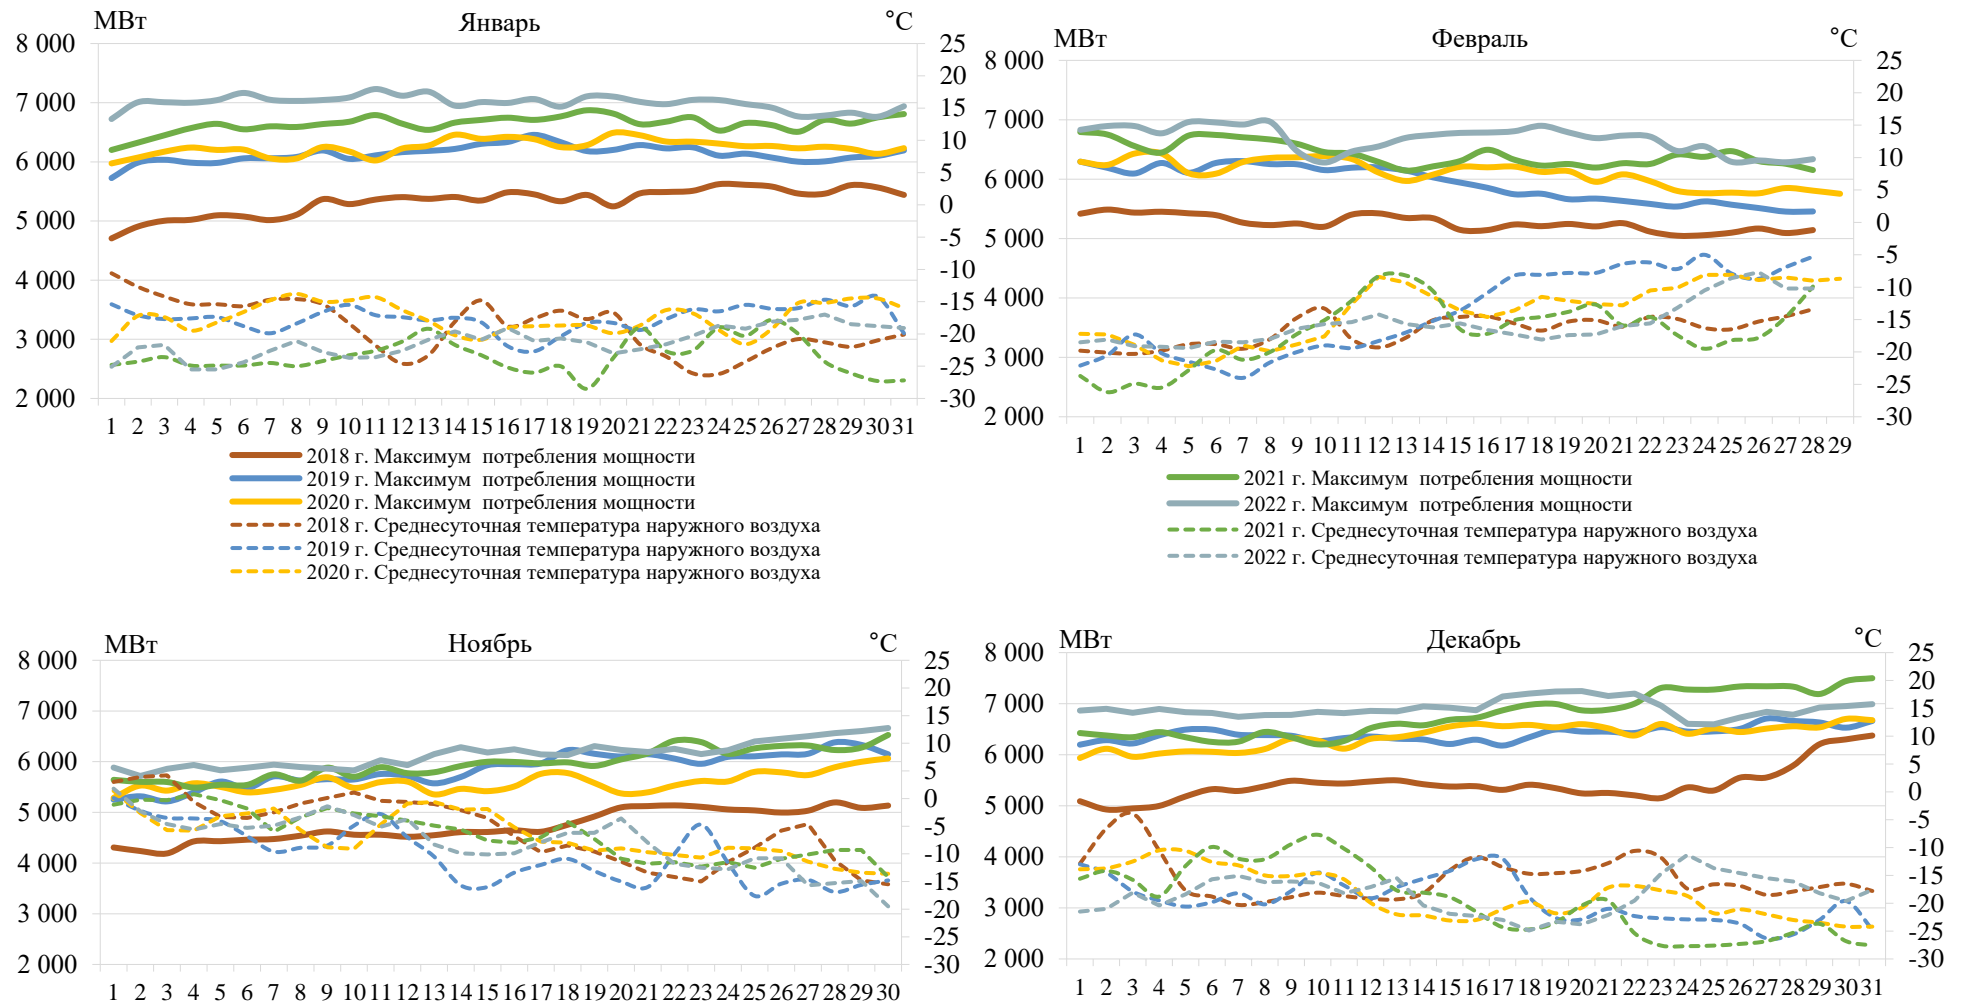 МВт Январь °С
8 000 25
20
7 000 15
10
6 000 5
0
5 000 -5
4 000 -10
-15
3 000 -20
-25
2 000 -30
1 2 3 4 5 6 7 8 9 10 11 12 13 14 15 16 17 18 19 20 21 22 23 24 25 26 27 28 29 30 31
2018 г. Максимум потребления мощности
2019 г. Максимум потребления мощности
2020 г. Максимум потребления мощности
2018 г. Среднесуточная температура наружного воздуха
2019 г. Среднесуточная температура наружного воздуха
2020 г. Среднесуточная температура наружного воздуха
МВт Февраль °С
8 000 25
20
7 000 15
10
6 000 5
0
5 000 -5
4 000 -10
-15
3 000 -20
-25
2 000 -30
1 2 3 4 5 6 7 8 9 10 11 12 13 14 15 16 17 18 19 20 21 22 23 24 25 26 27 28 29
2021 г. Максимум потребления мощности
2022 г. Максимум потребления мощности
2021 г. Среднесуточная температура наружного воздуха
2022 г. Среднесуточная температура наружного воздуха
МВт Ноябрь °С
8 000 25
20
7 000 15
10
6 000 5
0
5 000 -5
4 000 -10
-15
3 000 -20
-25
2 000 -30
1 2 3 4 5 6 7 8 9 10 11 12 13 14 15 16 17 18 19 20 21 22 23 24 25 26 27 28 29 30
МВт Декабрь °С
8 000 25
20
7 000 15
10
6 000 5
0
5 000 -5
4 000 -10
-15
3 000 -20
-25
2 000 -30
1 2 3 4 5 6 7 8 9 10 11 12 13 14 15 16 17 18 19 20 21 22 23 24 25 26 27 28 29 30 31